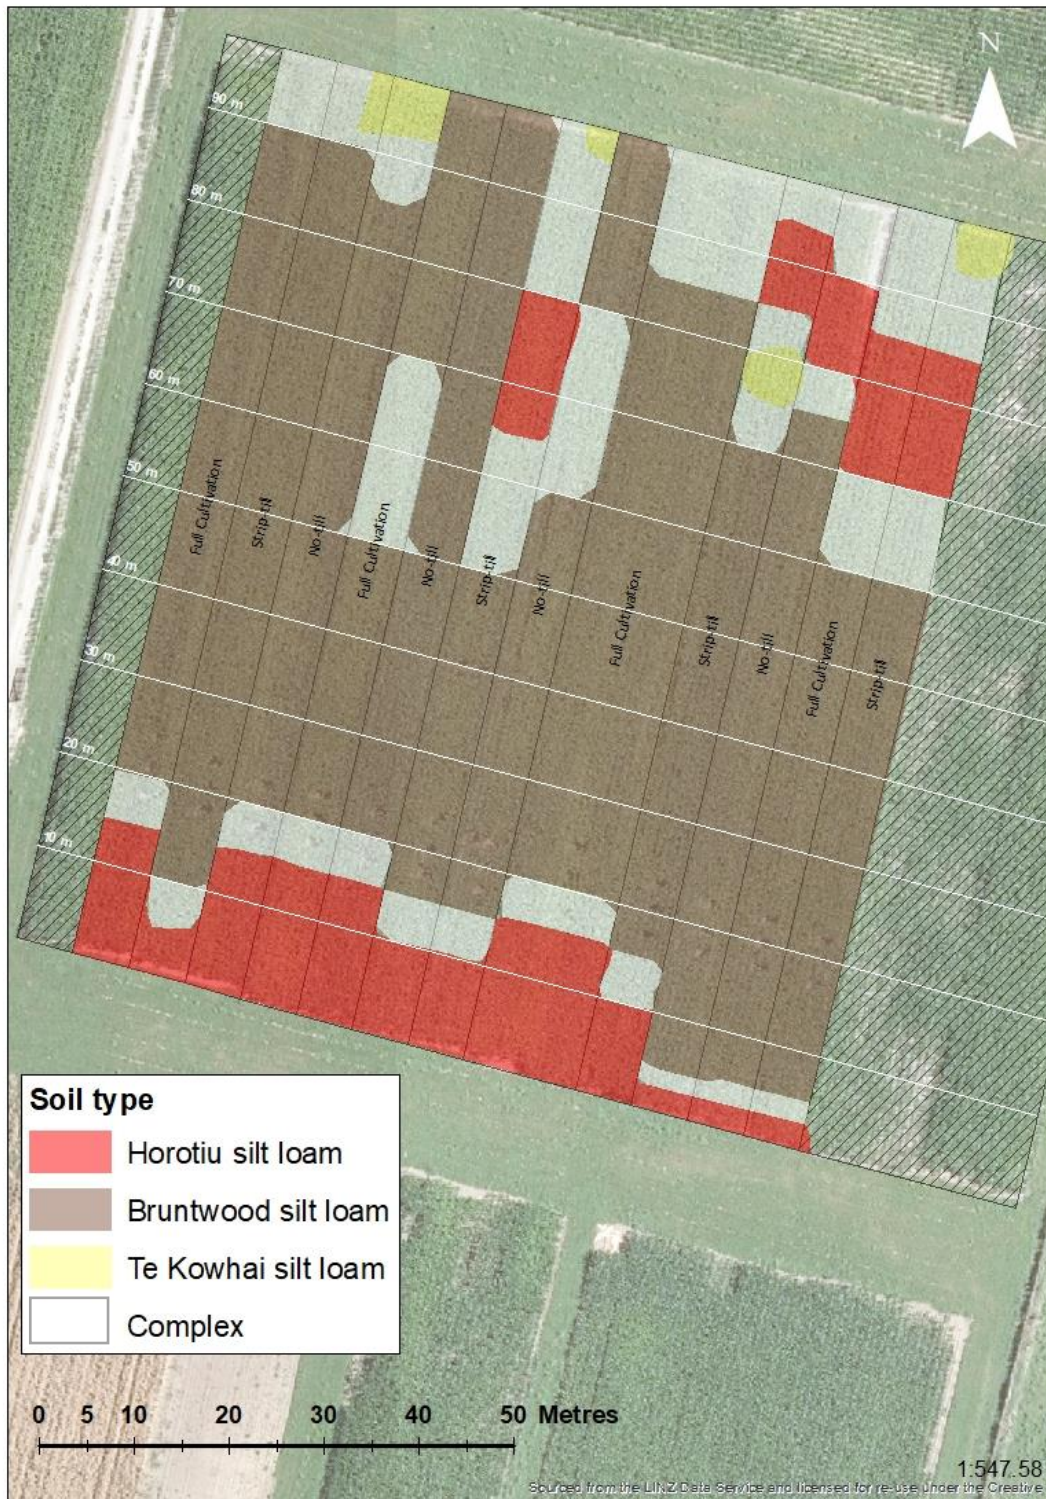 N
90 m
80 m
70 m
60 m
50 m
40 m
30 m
20 m
10 m
Full Cultivation
Strip-till
No-till
Full Cultivation
No-till
Strip-till
No-till
Full Cultivation
Strip-till
No-till
Full Cultivation
Strip-till
Soil type
Horotiu silt loam
Bruntwood silt loam
Te Kowhai silt loam
Complex
0 5 10 20 30 40 50 Metres
1:547.58
Sourced from the LINZ Data Service and licensed for re-use under the Creative